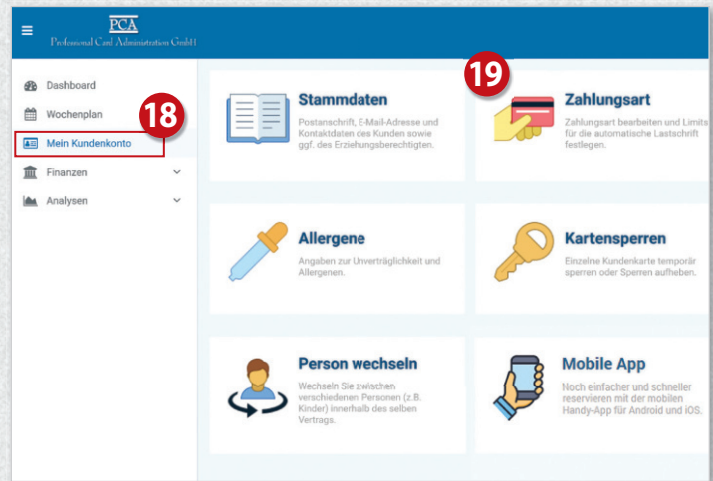 PCA
Professional Card Administration GmbH
Dashboard
Wochenplan
18
Mein Kundenkonto
Finanzen
Analysen
Stammdaten
Postanschrift, E-Mail-Adresse und
Kontaktdaten des Kunden sowie
ggf. des Erziehungsberechtigten.
19
Zahlungsart
Zahlungsart bearbeiten und Limits
für die automatische Lastschrift
festlegen.
Allergene
Angaben zur Unverträglichkeit und
Allergenen.
Kartensperren
Einzelne Kundenkarte temporär
sperren oder Sperren aufheben.
Person wechseln
Wechseln Sie zwischen
verschiedenen Personen (z.B.
Kinder) innerhalb des selben
Vertrags.
Mobile App
Noch einfacher und schneller
reservieren mit der mobilen
Handy-App für Android und iOS.